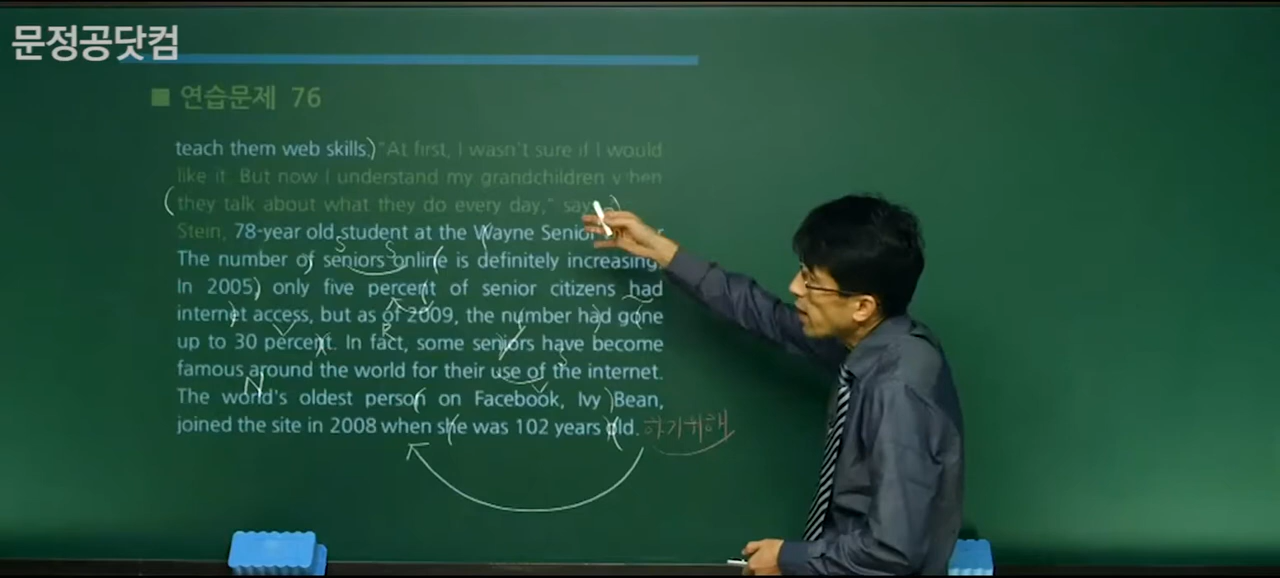 문정공닷컴
■ 연습문제 76
teach them web skills.) "At first, I wasn't sure if I would
like it. But now I understand my grandchildren when
(they talk about what they do every day," say
Stein, 78-year old student at the Wayne Senior
The number of seniors online is definitely increasing.
In 2005) only five percent of senior citizens had
internet access, but as of 2009, the number had gone
up to 30 percent. In fact, some seniors have become
famous around the world for their use of the internet.
The world's oldest person on Facebook, Ivy Bean,
joined the site in 2008 when she was 102 years old. 하기위해